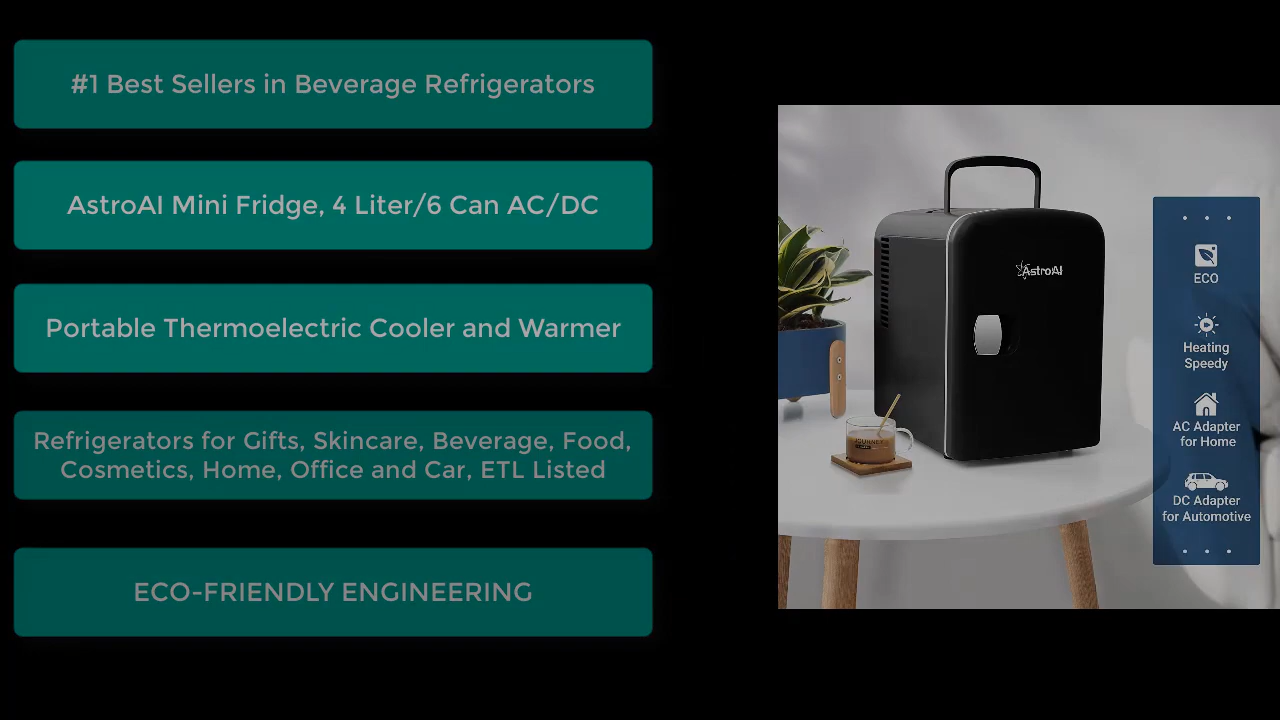 #1 Best Sellers in Beverage Refrigerators
AstroAI Mini Fridge, 4 Liter/6 Can AC/DC
Portable Thermoelectric Cooler and Warmer
Refrigerators for Gifts, Skincare, Beverage, Food,
Cosmetics, Home, Office and Car, ETL Listed
ECO-FRIENDLY ENGINEERING
AstroAI
JOURNEY
ECO
Heating
Speedy
AC Adapter
for Home
DC Adapter
for Automotive